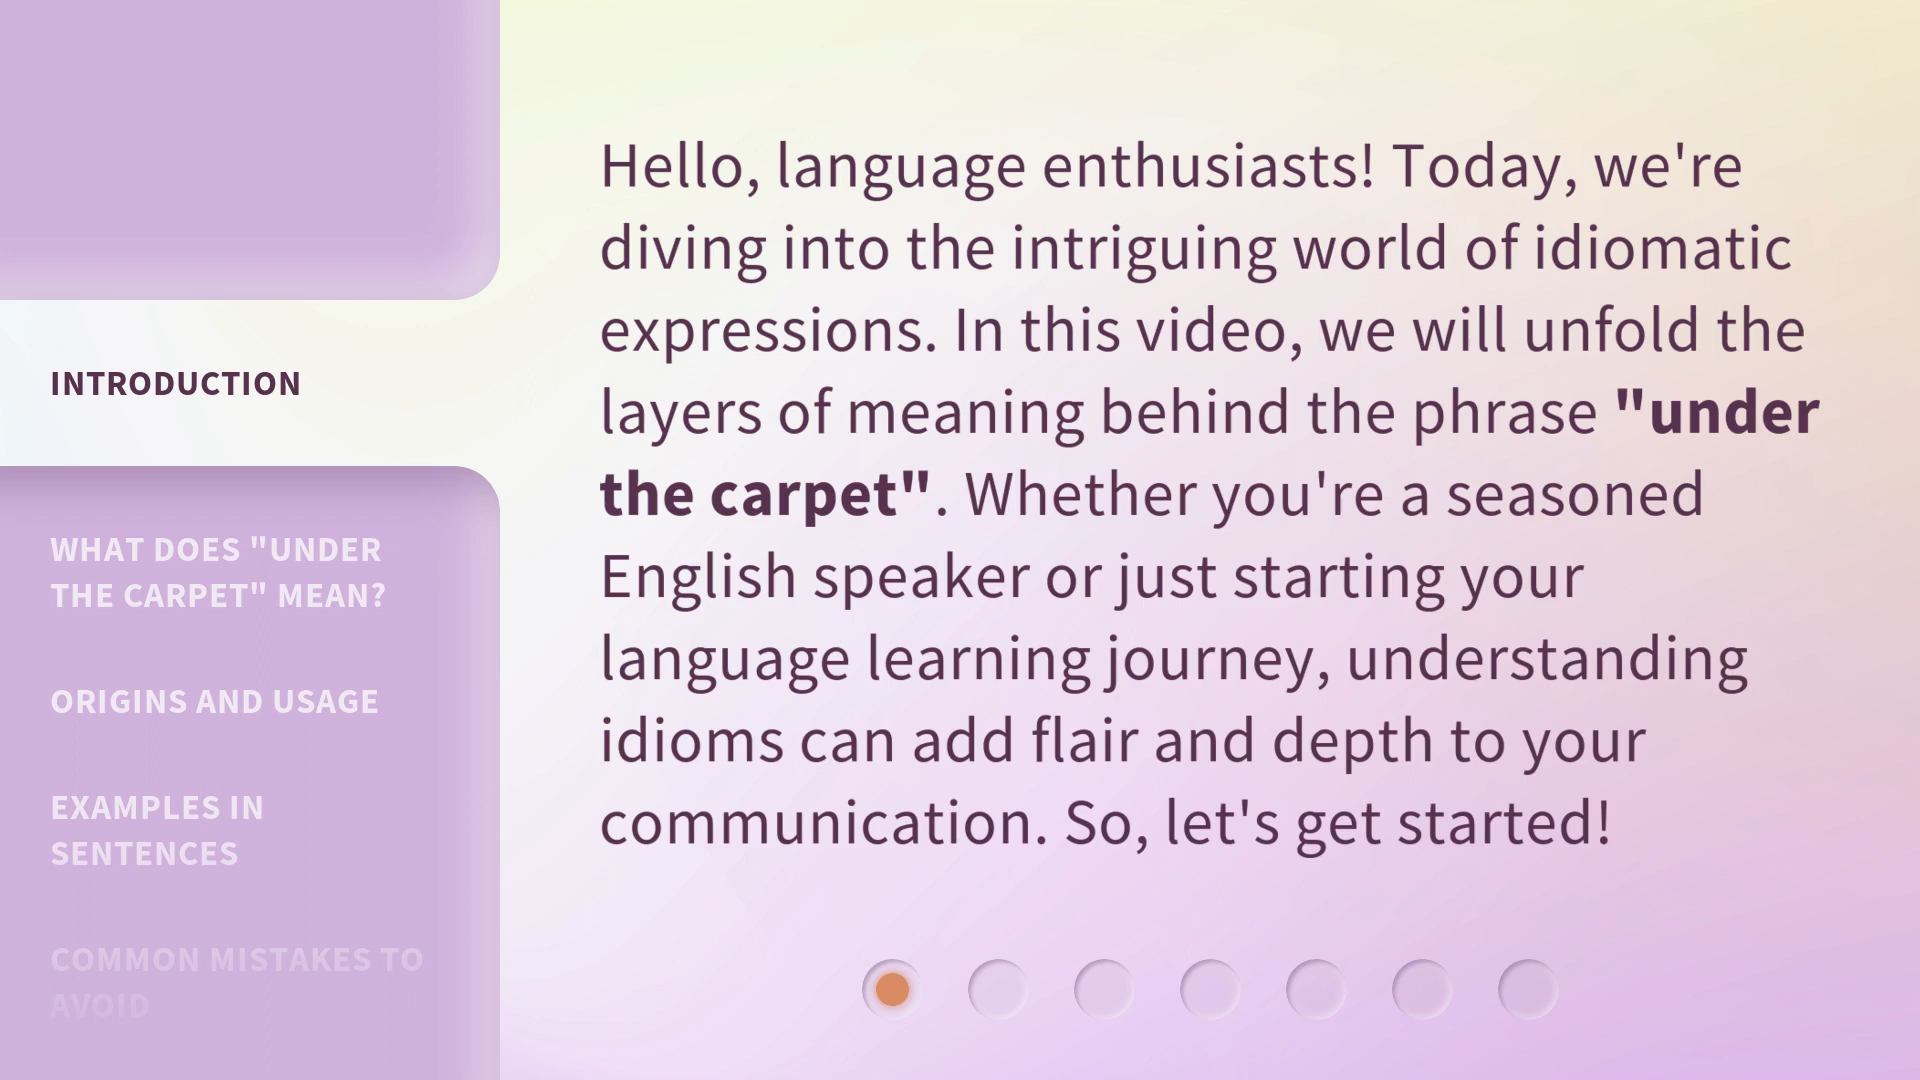 INTRODUCTION
WHAT DOES "UNDER
THE CARPET" MEAN?
ORIGINS AND USAGE
EXAMPLES IN
SENTENCES
COMMON MISTAKES TO
AVOID
Hello, language enthusiasts! Today, we're
diving into the intriguing world of idiomatic
expressions. In this video, we will unfold the
layers of meaning behind the phrase "under
the carpet". Whether you're a seasoned
English speaker or just starting your
language learning journey, understanding
idioms can add flair and depth to your
communication. So, let's get started!